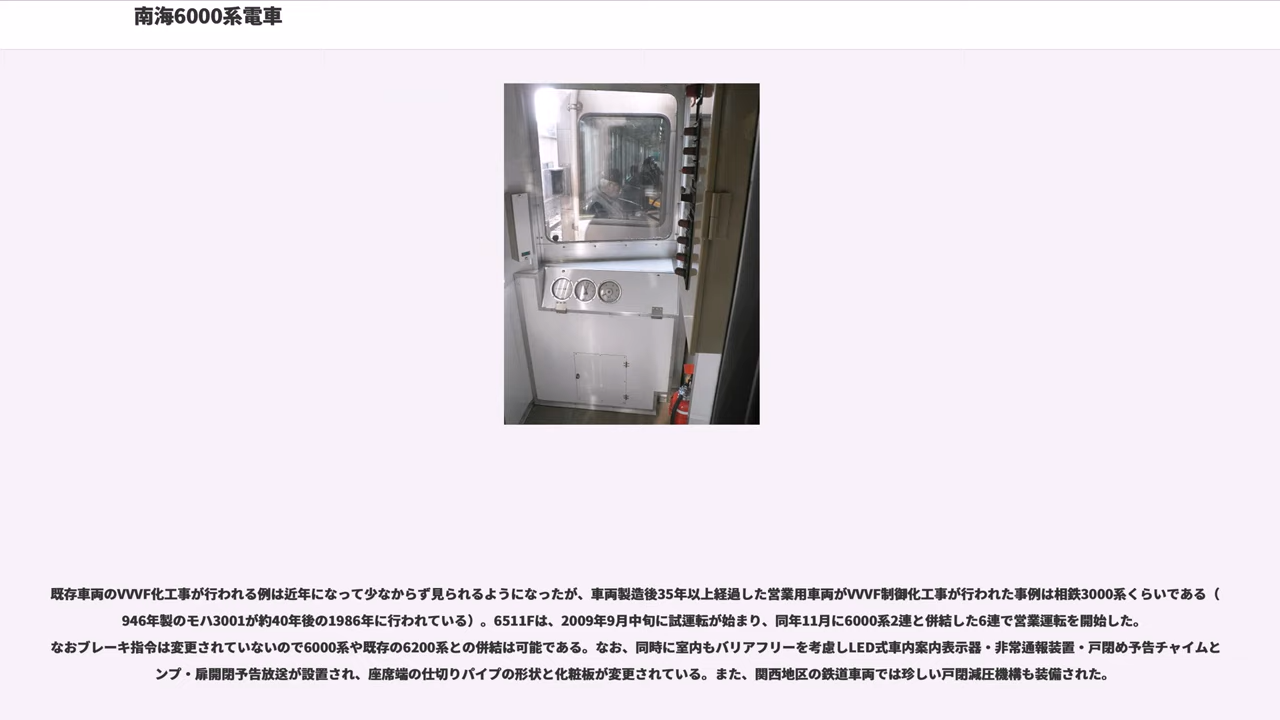 南海6000系電車
既存車両のVVVF化工事が行われる例は近年になって少なからず見られるようになったが、車両製造後35年以上経過した営業用車両がVVVF制御化工事が行われた事例は相鉄3000系くらいである（
946年製のモハ3001が約40年後の1986年に行われている）。6511Fは、2009年9月中旬に試運転が始まり、同年11月に6000系2連と併結した6連で営業運転を開始した。
なおブレーキ指令は変更されていないので6000系や既存の6200系との併結は可能である。なお、同時に室内もバリアフリーを考慮しLED式車内案内表示器・非常通報装置・戸閉め予告チャイムと
ンプ・扉開閉予告放送が設置され、座席端の仕切りパイプの形状と化粧板が変更されている。また、関西地区の鉄道車両では珍しい戸閉減圧機構も装備された。